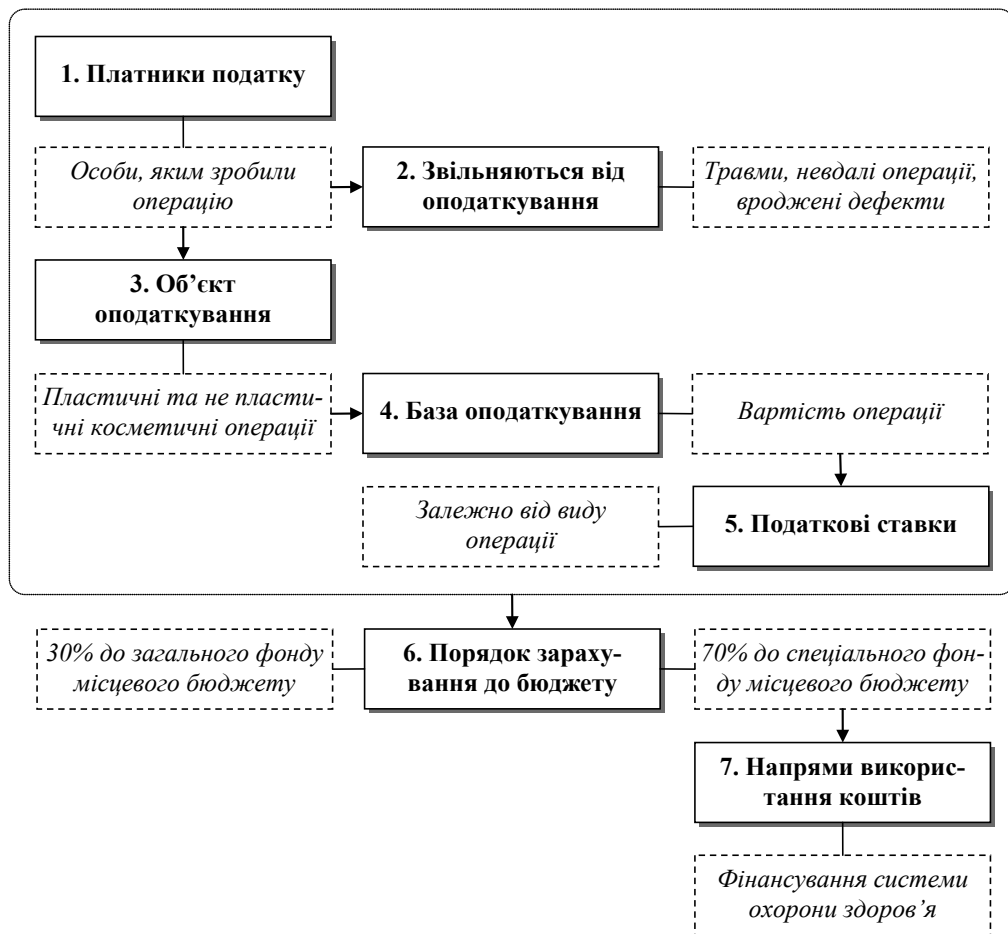 1. Платники податку
Особи, яким зробили
операцію
2. Звільняються від
оподаткування
Травми, невдалі операції,
вроджені дефекти
3. Об’єкт
оподаткування
Пластичні та не пласти-
чні косметичні операції
4. База оподаткування
Вартість операції
Залежно від виду
операції
5. Податкові ставки
30% до загального фонду
місцевого бюджету
6. Порядок зараху-
вання до бюджету
70% до спеціального фон-
ду місцевого бюджету
7. Напрями викорис-
тання коштів
Фінансування системи
охорони здоров’я